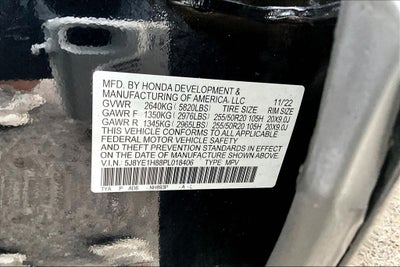 MFD. BY HONDA DEVELOPMENT &
MANUFACTURING OF AMERICA, LLC 11/22
GVWR 2640KG (5820LBS) TIRE SIZE RIM SIZE
GAWR F 1350KG (2976LBS) 255/50R20 105H 20X9.0J
GAWR R 1345KG (2965LBS) 255/50R20 105H 20X9.0J
THIS VEHICLE CONFORMS TO ALL APPLICABLE
FEDERAL MOTOR VEHICLE SAFETY, BUMPER,
AND THEFT PREVENTION STANDARDS IN EFFECT ON
THE DATE OF MANUFACTURE SHOWN ABOVE.
V.I.N.: 5J8YE1H88PL018406 TYPE: MPV
TYA P A06 -A-L